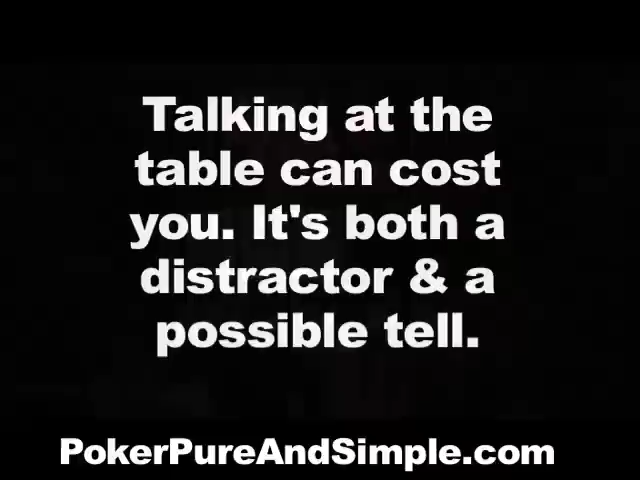 Talking at the
table can cost
you. It's both a
distractor & a
possible tell.
PokerPureAndSimple.com